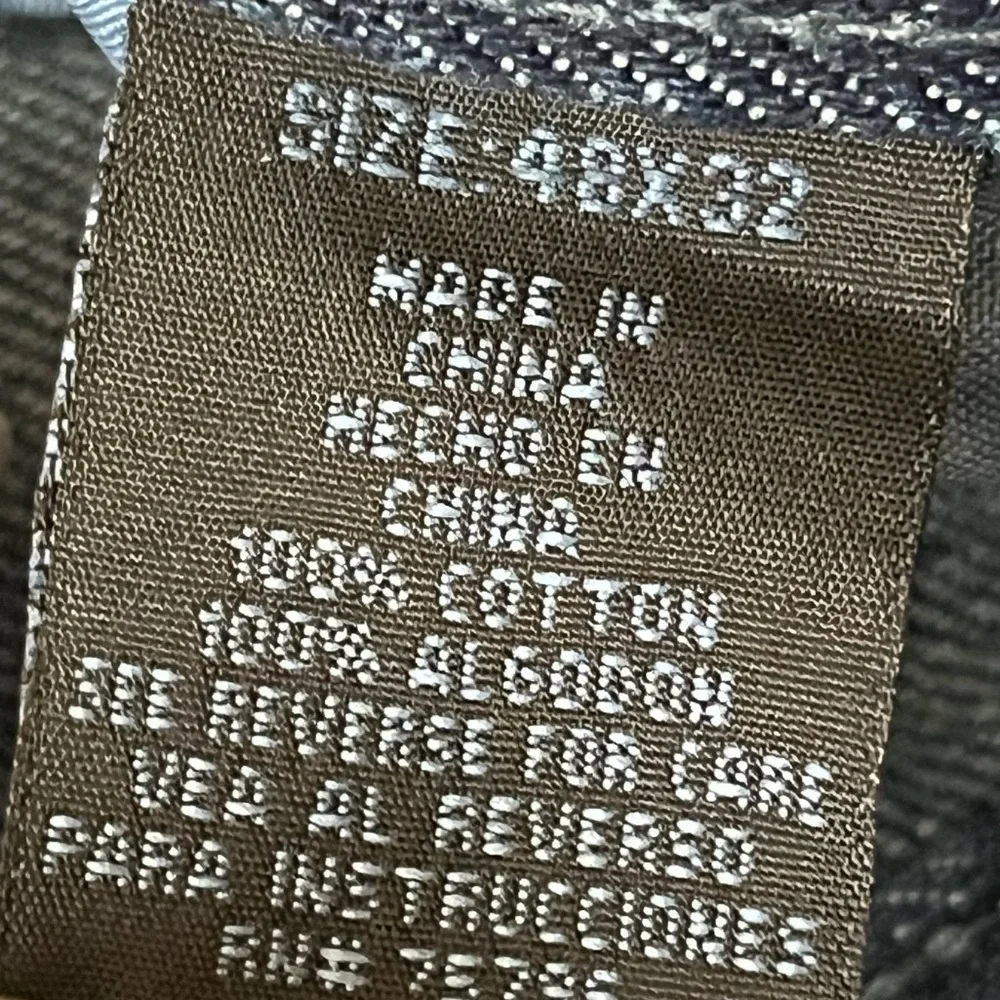 SIZE:48X32
MADE IN
CHINA
HECHO EN
CHINA
100% COTTON
100% ALGODON
SEE REVERSE FOR CARE
VEA AL REVERSO
PARA INSTRUCCIONES
RN#